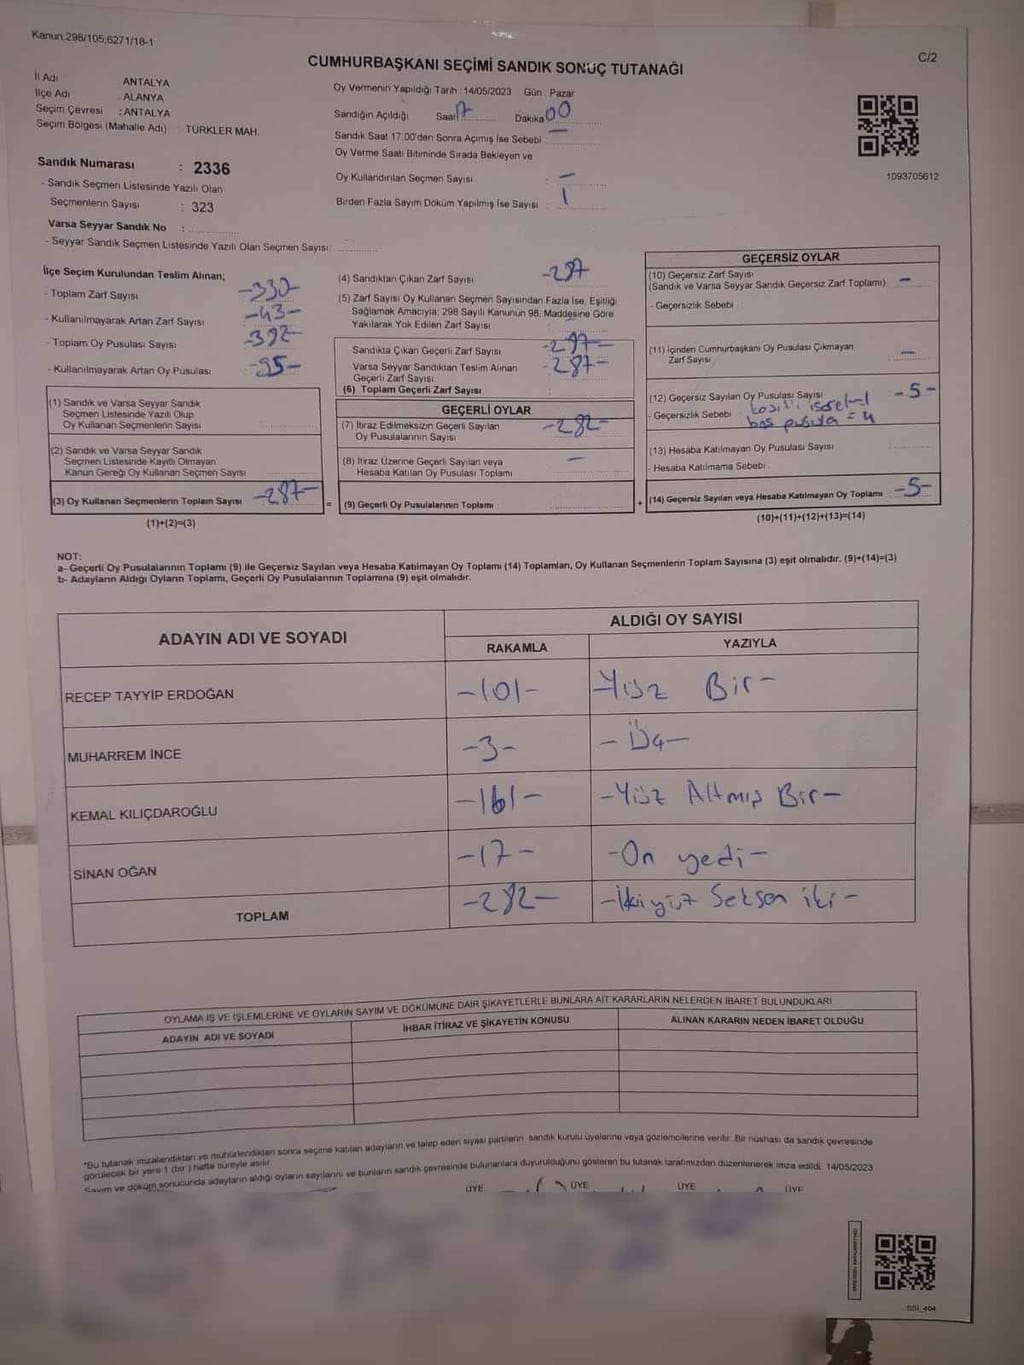 Kanun:298/105,6271/18-1
C/2
CUMHURBAŞKANI SEÇİMİ SANDIK SONUÇ TUTANAĞI
İl Adı ANTALYA
İlçe Adı ALANYA
Seçim Çevresi : ANTALYA
Seçim Bölgesi (Mahalle Adı) TÜRKLER MAH.
Sandık Numarası : 2336
- Sandık Seçmen Listesinde Yazılı Olan
Seçmenlerin Sayısı : 323
Varsa Seyyar Sandık No :
- Seyyar Sandık Seçmen Listesinde Yazılı Olan Seçmen Sayısı
Oy Vermenin Yapıldığı Tarih : 14/05/2023 Gün : Pazar
Sandığın Açıldığı Saat 17 Dakika 00
Sandık Saat 17.00'den Sonra Açımış İse Sebebi —
Oy Verme Saati Bitiminde Sırada Bekleyen ve
Oy Kullandırılan Seçmen Sayısı : —
Birden Fazla Sayım Döküm Yapılmış İse Sayısı 1
1093705612
İlçe Seçim Kurulundan Teslim Alınan;
- Toplam Zarf Sayısı -330-
- Kullanılmayarak Artan Zarf Sayısı -43-
- Toplam Oy Pusulası Sayısı -382-
- Kullanılmayarak Artan Oy Pusulası -95-
(1) Sandık ve Varsa Seyyar Sandık
Seçmen Listesinde Yazılı Olup
Oy Kullanan Seçmenlerin Sayısı
(2) Sandık ve Varsa Seyyar Sandık
Seçmen Listesinde Kayıtlı Olmayan
Kanun Gereği Oy Kullanan Seçmen Sayısı
(3) Oy Kullanan Seçmenlerin Toplam Sayısı -287-
(1)+(2)=(3)
(4) Sandıktan Çıkan Zarf Sayısı -287
(5) Zarf Sayısı Oy Kullanan Seçmen Sayısından Fazla İse, Eşitliği
Sağlamak Amacıyla; 298 Sayılı Kanunun 98. Maddesine Göre
Yakılarak Yok Edilen Zarf Sayısı
Sandıkta Çıkan Geçerli Zarf Sayısı -287-
Varsa Seyyar Sandıktan Teslim Alınan
Geçerli Zarf Sayısı -287-
(6) Toplam Geçerli Zarf Sayısı
GEÇERLİ OYLAR
(7) İtiraz Edilmeksizin Geçerli Sayılan
Oy Pusulalarının Sayısı -282-
(8) İtiraz Üzerine Geçerli Sayılan veya
Hesaba Katılan Oy Pusulası Toplamı —
= (9) Geçerli Oy Pusulalarının Toplamı +
GEÇERSİZ OYLAR
(10) Geçersiz Zarf Sayısı
(Sandık ve Varsa Seyyar Sandık Geçersiz Zarf Toplamı) —
- Geçersizlik Sebebi :
(11) İçinden Cumhurbaşkanı Oy Pusulası Çıkmayan
Zarf Sayısı —
(12) Geçersiz Sayılan Oy Pusulası Sayısı -5-
- Geçersizlik Sebebi
boş pusula = 4
(13) Hesaba Katılmayan Oy Pusulası Sayısı
- Hesaba Katılmama Sebebi :
(14) Geçersiz Sayılan veya Hesaba Katılmayan Oy Toplamı -5-
(10)+(11)+(12)+(13)=(14)
NOT:
a- Geçerli Oy Pusulalarının Toplamı (9) ile Geçersiz Sayılan veya Hesaba Katılmayan Oy Toplamı (14) Toplamları, Oy Kullanan Seçmenlerin Toplam Sayısına (3) eşit olmalıdır. (9)+(14)=(3)
b- Adayların Aldığı Oyların Toplamı, Geçerli Oy Pusulalarının Toplamına (9) eşit olmalıdır.
ADAYIN ADI VE SOYADI ALDIĞI OY SAYISI
RAKAMLA YAZIYLA
RECEP TAYYİP ERDOĞAN -101- -Yüz Bir-
MUHARREM İNCE -3- -Üç-
KEMAL KILIÇDAROĞLU -161- -Yüz Altmış Bir-
SİNAN OĞAN -17- -On yedi-
TOPLAM -282- -İkiyüz Seksen iki-
OYLAMA İŞ VE İŞLEMLERİNE VE OYLARIN SAYIM VE DÖKÜMÜNE DAİR ŞİKAYETLERLE BUNLARA AİT KARARLARIN NELERDEN İBARET BULUNDUKLARI
ADAYIN ADI VE SOYADI İHBAR İTİRAZ VE ŞİKAYETİN KONUSU ALINAN KARARIN NEDEN İBARET OLDUĞU
*Bu tutanak imzalandıktan ve mühürlendikten sonra seçime katılan adayların ve talep eden siyasi partilerin sandık kurulu üyelerine veya gözlemcilerine verilir. Bir nüshası da sandık çevresinde
görülecek bir yere 1 (bir) hafta süreyle asılır.
Sayım ve döküm sonucunda adayların aldığı oyların sayılarını ve bunların sandık çevresinde bulunanlara duyurulduğunu gösteren bu tutanak tarafımızdan düzenlenerek imza edildi. 14/05/2023
ÜYE ÜYE ÜYE ÜYE
SSI_404